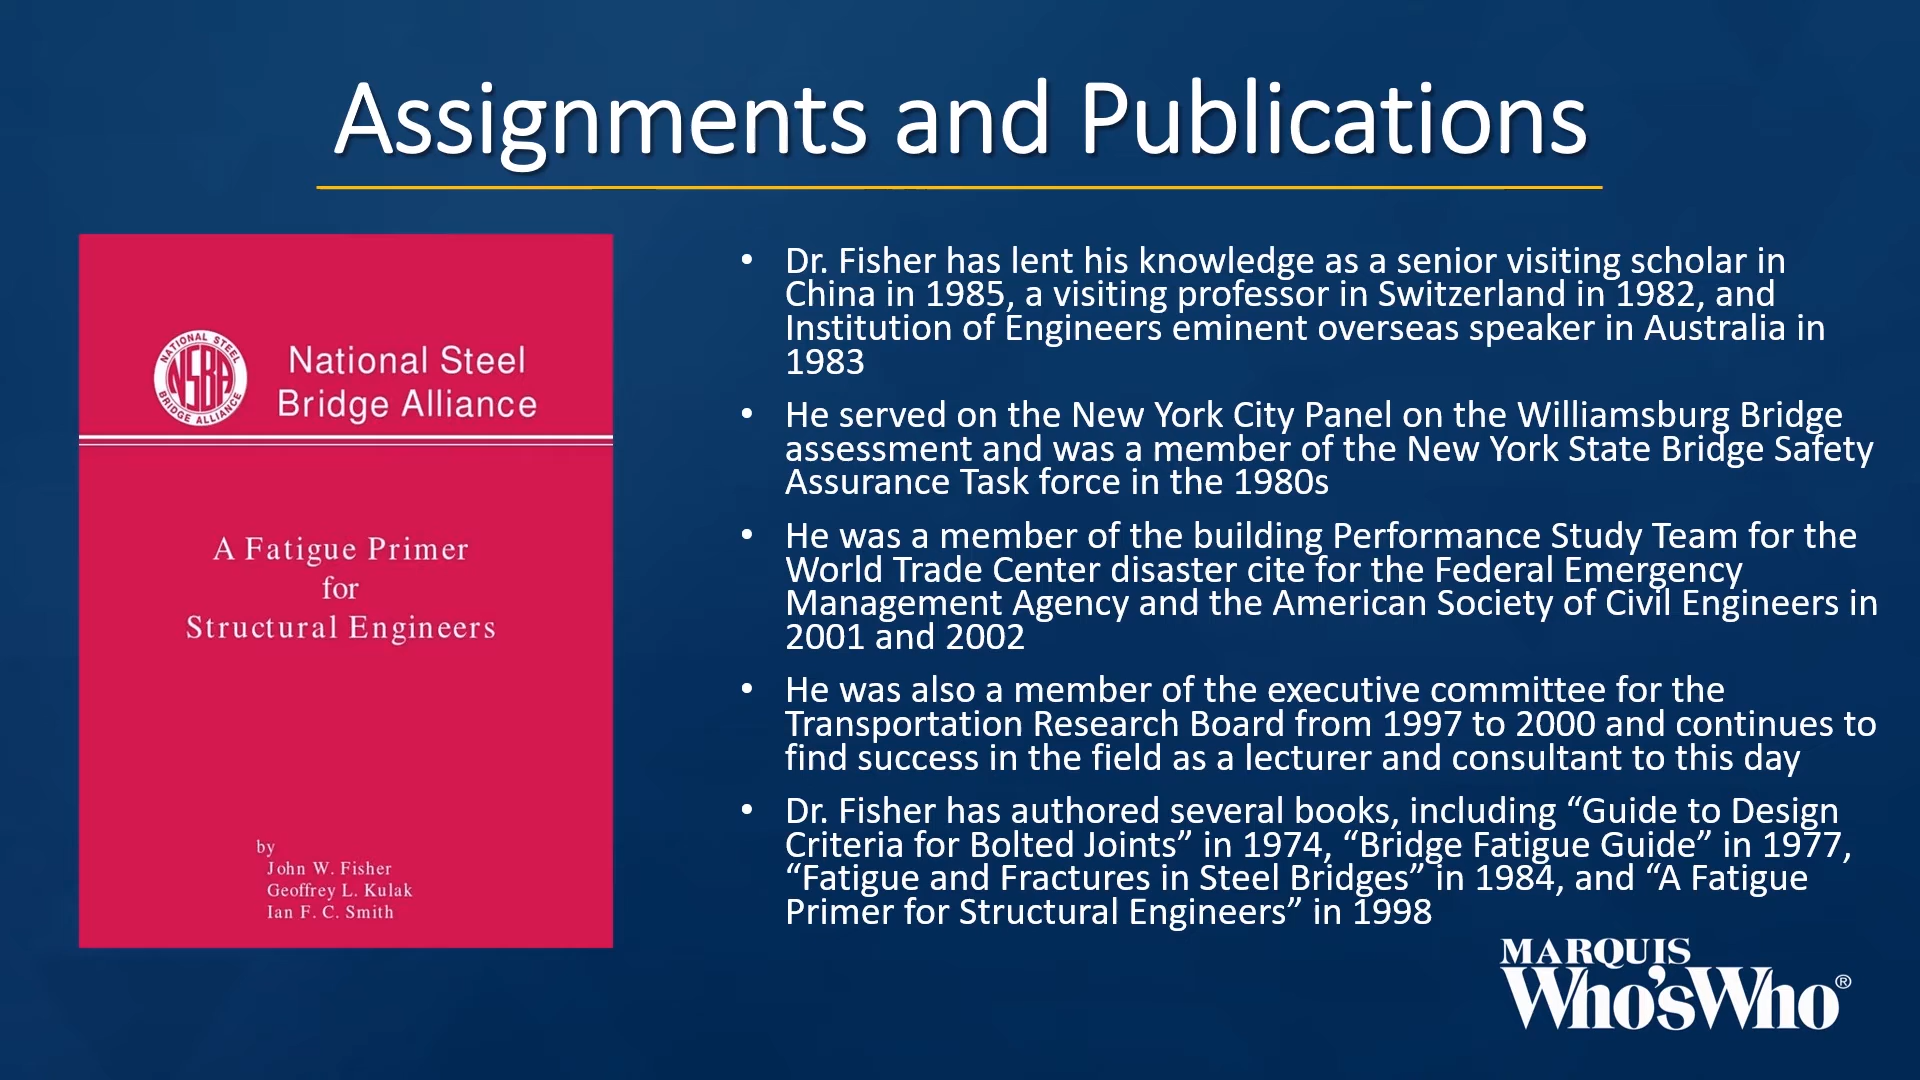 Assignments and Publications
NATIONAL STEEL
NSBA
BRIDGE ALLIANCE
National Steel
Bridge Alliance
A Fatigue Primer
for
Structural Engineers
by
John W. Fisher
Geoffrey L. Kulak
Ian F. C. Smith
• Dr. Fisher has lent his knowledge as a senior visiting scholar in
China in 1985, a visiting professor in Switzerland in 1982, and
Institution of Engineers eminent overseas speaker in Australia in
1983
• He served on the New York City Panel on the Williamsburg Bridge
assessment and was a member of the New York State Bridge Safety
Assurance Task force in the 1980s
• He was a member of the building Performance Study Team for the
World Trade Center disaster cite for the Federal Emergency
Management Agency and the American Society of Civil Engineers in
2001 and 2002
• He was also a member of the executive committee for the
Transportation Research Board from 1997 to 2000 and continues to
find success in the field as a lecturer and consultant to this day
• Dr. Fisher has authored several books, including “Guide to Design
Criteria for Bolted Joints” in 1974, “Bridge Fatigue Guide” in 1977,
“Fatigue and Fractures in Steel Bridges” in 1984, and “A Fatigue
Primer for Structural Engineers” in 1998
MARQUIS
Who'sWho®